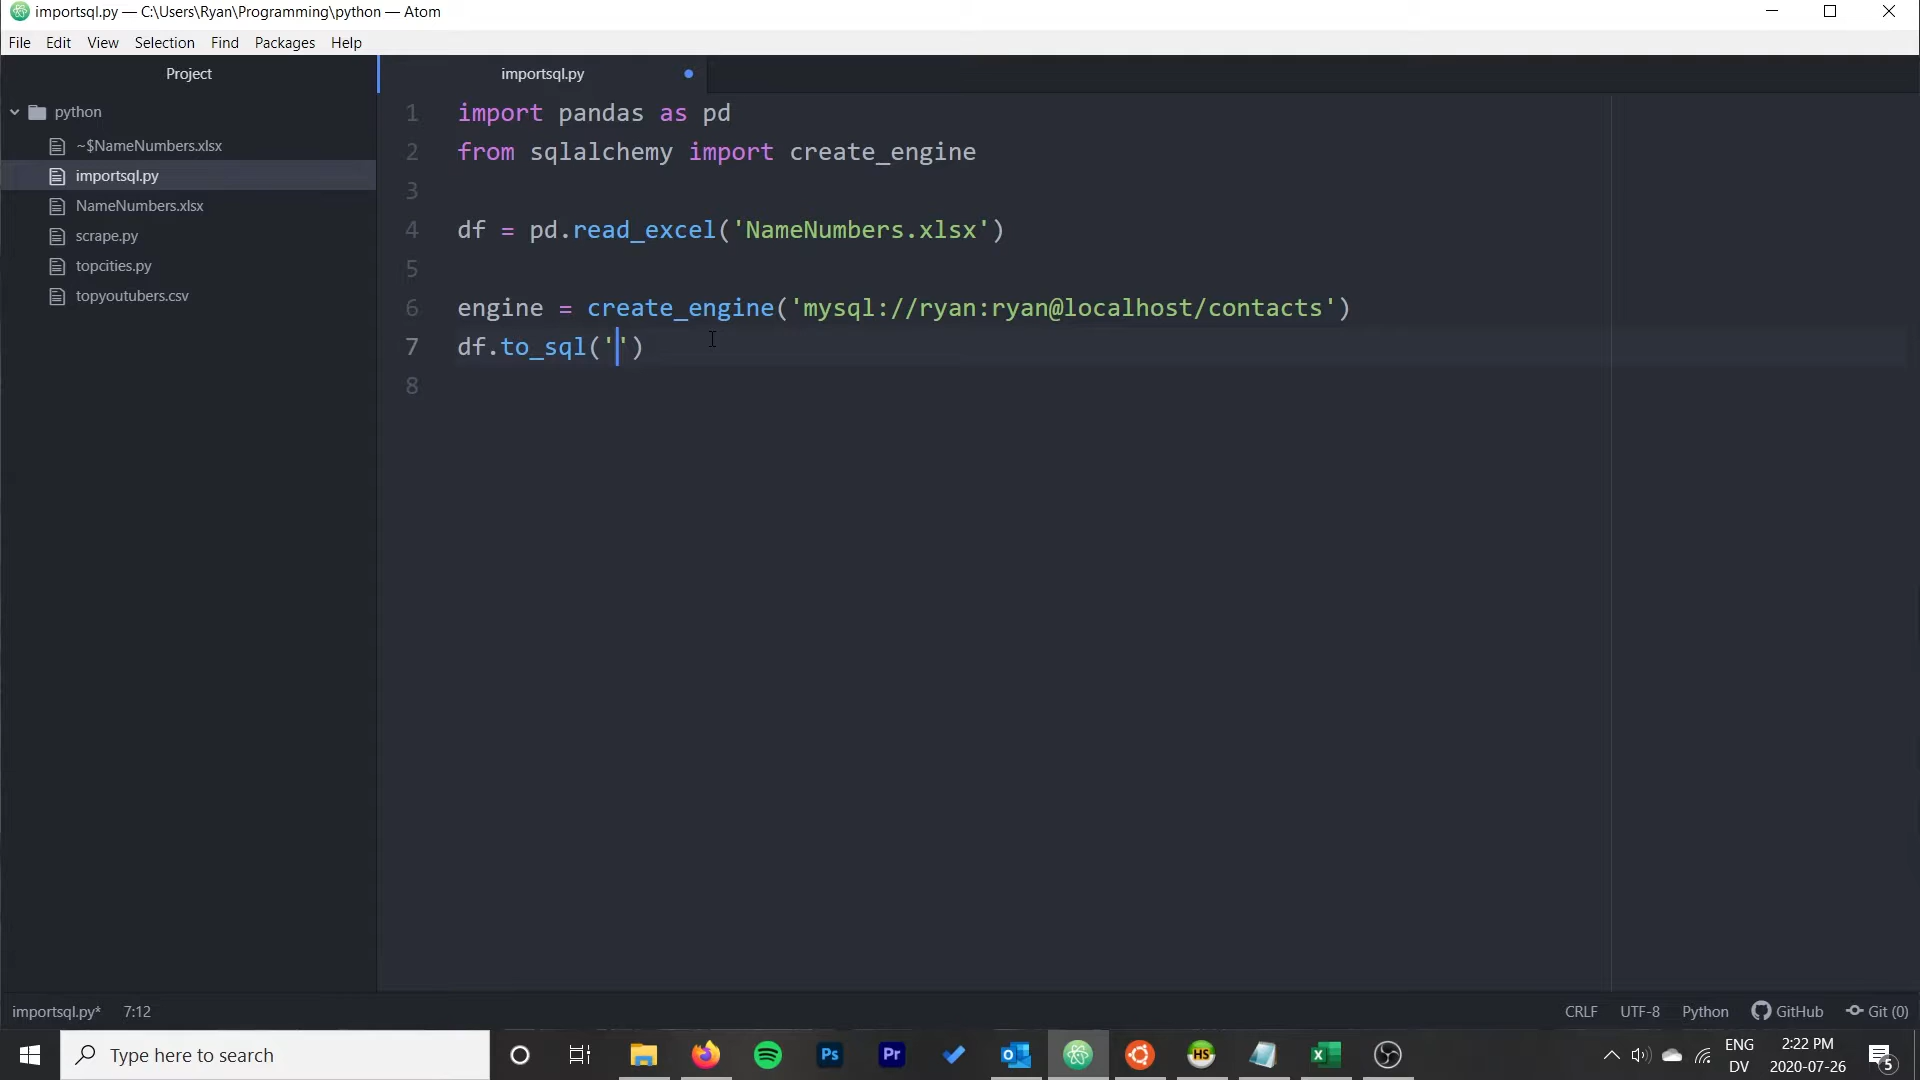 importsql.py — C:\Users\Ryan\Programming\python — Atom
File Edit View Selection Find Packages Help
Project
importsql.py
python
~$NameNumbers.xlsx
importsql.py
NameNumbers.xlsx
scrape.py
topcities.py
topyoutubers.csv
1 import pandas as pd
2 from sqlalchemy import create_engine
3
4 df = pd.read_excel('NameNumbers.xlsx')
5
6 engine = create_engine('mysql://ryan:ryan@localhost/contacts')
7 df.to_sql('')
8
importsql.py* 7:12
CRLF UTF-8 Python GitHub Git (0)
Type here to search
Ps
Pr
HS
ENG
DV
2:22 PM
2020-07-26
5